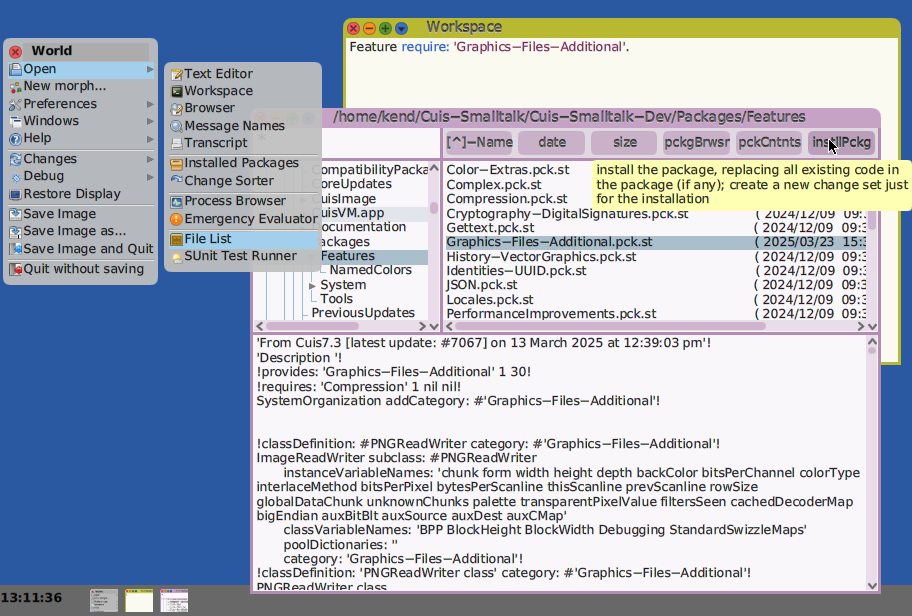 Workspace
Feature require: 'Graphics-Files-Additional'.
World
Open
New morph...
Preferences
Windows
Help
Changes
Debug
Restore Display
Save Image
Save Image as...
Save Image and Quit
Quit without saving
Text Editor
Workspace
Browser
Message Names
Transcript
Installed Packages
Change Sorter
Process Browser
Emergency Evaluator
File List
SUnit Test Runner
/home/kend/Cuis-Smalltalk/Cuis-Smalltalk-Dev/Packages/Features
[^]-Name date size pckgBrwsr pckCntnts installPckg
install the package, replacing all existing code in
the package (if any); create a new change set just
for the installation
CompatibilityPacka
CoreUpdates
CuisImage
CuisVM.app
Documentation
Packages
Features
NamedColors
System
Tools
PreviousUpdates
Color-Extras.pck.st
Complex.pck.st
Compression.pck.st
Cryptography-DigitalSignatures.pck.st ( 2024/12/09 09:
Gettext.pck.st ( 2024/12/09 09:3
Graphics-Files-Additional.pck.st ( 2025/03/23 15:3
History-VectorGraphics.pck.st ( 2024/12/09 09:3
Identities-UUID.pck.st ( 2024/12/09 09:3
JSON.pck.st ( 2024/12/09 09:3
Locales.pck.st ( 2024/12/09 09:3
PerformanceImprovements.pck.st ( 2024/12/09 09:3
'From Cuis7.3 [latest update: #7067] on 13 March 2025 at 12:39:03 pm'!
'Description '!
!provides: 'Graphics-Files-Additional' 1 30!
!requires: 'Compression' 1 nil nil!
SystemOrganization addCategory: #'Graphics-Files-Additional'!
!classDefinition: #PNGReadWriter category: #'Graphics-Files-Additional'!
ImageReadWriter subclass: #PNGReadWriter
instanceVariableNames: 'chunk form width height depth backColor bitsPerChannel colorType
interlaceMethod bitsPerPixel bytesPerScanline thisScanline prevScanline rowSize
globalDataChunk unknownChunks palette transparentPixelValue filtersSeen cachedDecoderMap
bigEndian auxBitBlt auxSource auxDest auxCMap'
classVariableNames: 'BPP BlockHeight BlockWidth Debugging StandardSwizzleMaps'
poolDictionaries: ''
category: 'Graphics-Files-Additional'!
!classDefinition: 'PNGReadWriter class' category: #'Graphics-Files-Additional'!
PNGReadWriter class
13:11:36